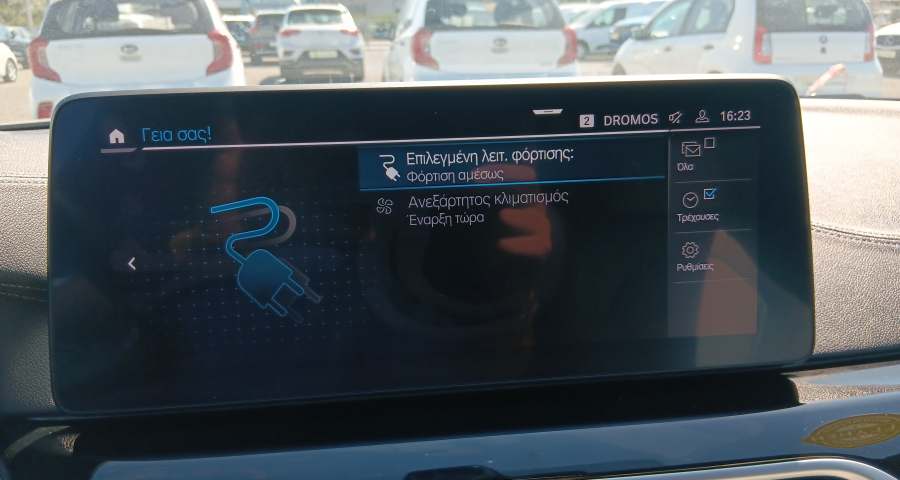 Γεια σας!
2 DROMOS 16:23
Επιλεγμένη λειτ. φόρτισης:
Φόρτιση αμέσως
Ανεξάρτητος κλιματισμός
Έναρξη τώρα
Όλα
Τρέχουσες
Ρυθμίσεις